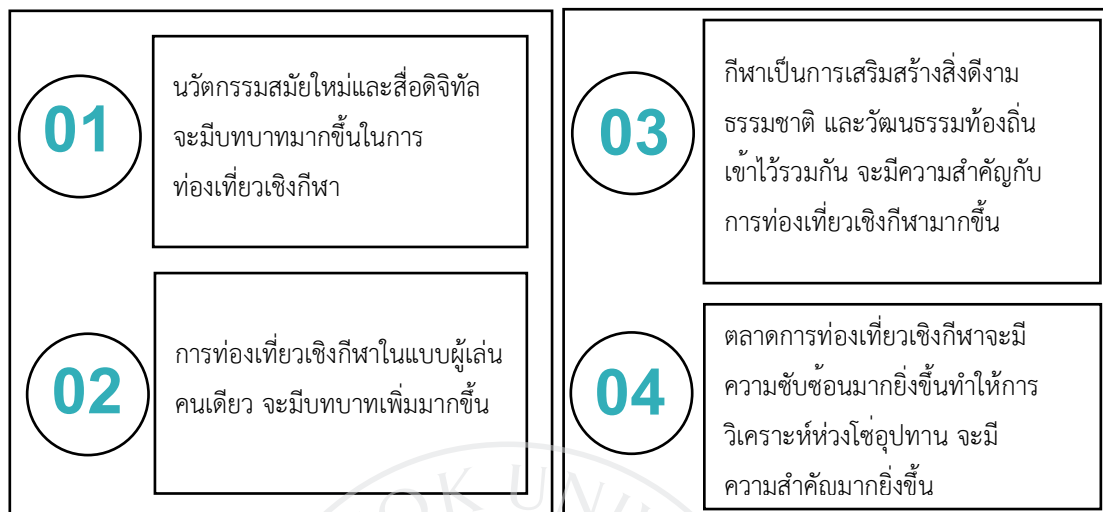 01
นวัตกรรมสมัยใหม่และสื่อดิจิทัล
จะมีบทบาทมากขึ้นในการ
ท่องเที่ยวเชิงกีฬา
02
การท่องเที่ยวเชิงกีฬาในแบบผู้เล่น
คนเดียว จะมีบทบาทเพิ่มมากขึ้น
03
กีฬาเป็นการเสริมสร้างสิ่งดีงาม
ธรรมชาติ และวัฒนธรรมท้องถิ่น
เข้าไว้รวมกัน จะมีความสำคัญกับ
การท่องเที่ยวเชิงกีฬามากขึ้น
04
ตลาดการท่องเที่ยวเชิงกีฬาจะมี
ความซับซ้อนมากยิ่งขึ้นทำให้การ
วิเคราะห์ห่วงโซ่อุปทาน จะมี
ความสำคัญมากยิ่งขึ้น